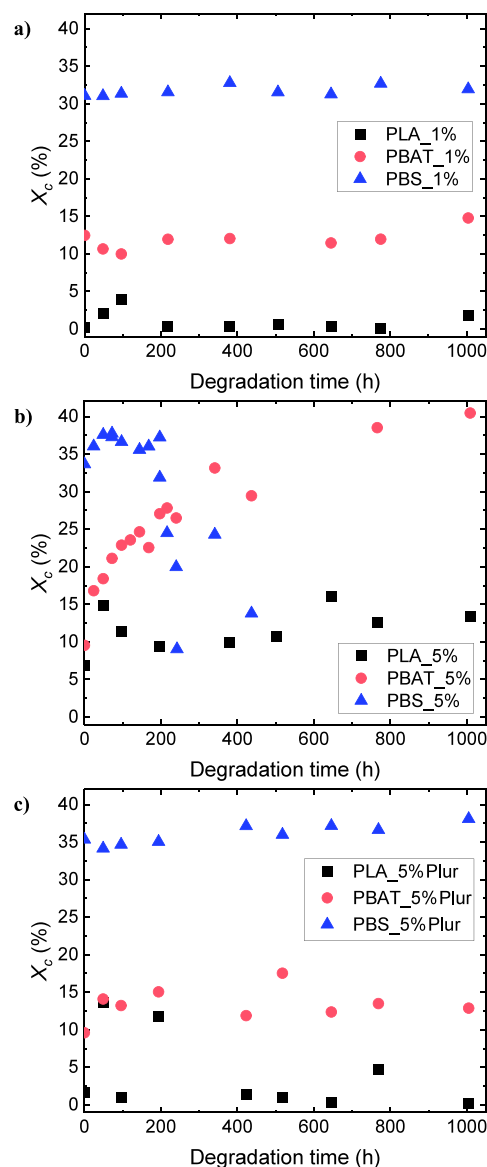 a)
40
35
30
25
20
15
10
5
0
X_c (%)
PLA_1%
PBAT_1%
PBS_1%
0 200 400 600 800 1000
Degradation time (h)
b)
40
35
30
25
20
15
10
5
0
X_c (%)
PLA_5%
PBAT_5%
PBS_5%
0 200 400 600 800 1000
Degradation time (h)
c)
40
35
30
25
20
15
10
5
0
X_c (%)
PLA_5%Plur
PBAT_5%Plur
PBS_5%Plur
0 200 400 600 800 1000
Degradation time (h)